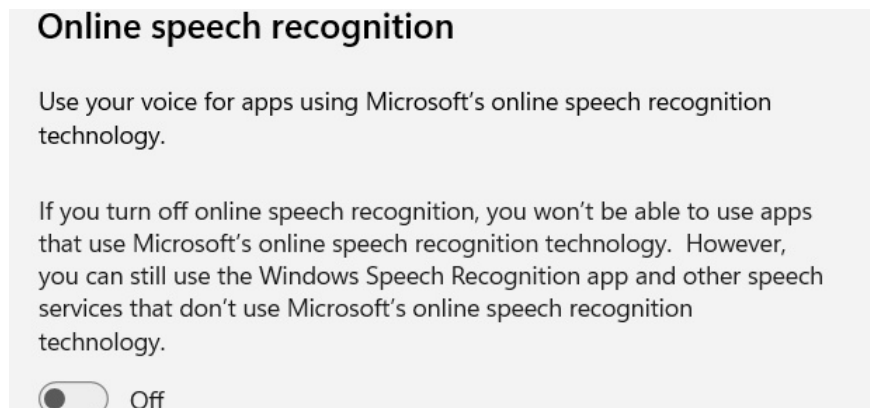 Online speech recognition
Use your voice for apps using Microsoft’s online speech recognition
technology.
If you turn off online speech recognition, you won’t be able to use apps
that use Microsoft’s online speech recognition technology.  However,
you can still use the Windows Speech Recognition app and other speech
services that don’t use Microsoft’s online speech recognition
technology.
Off